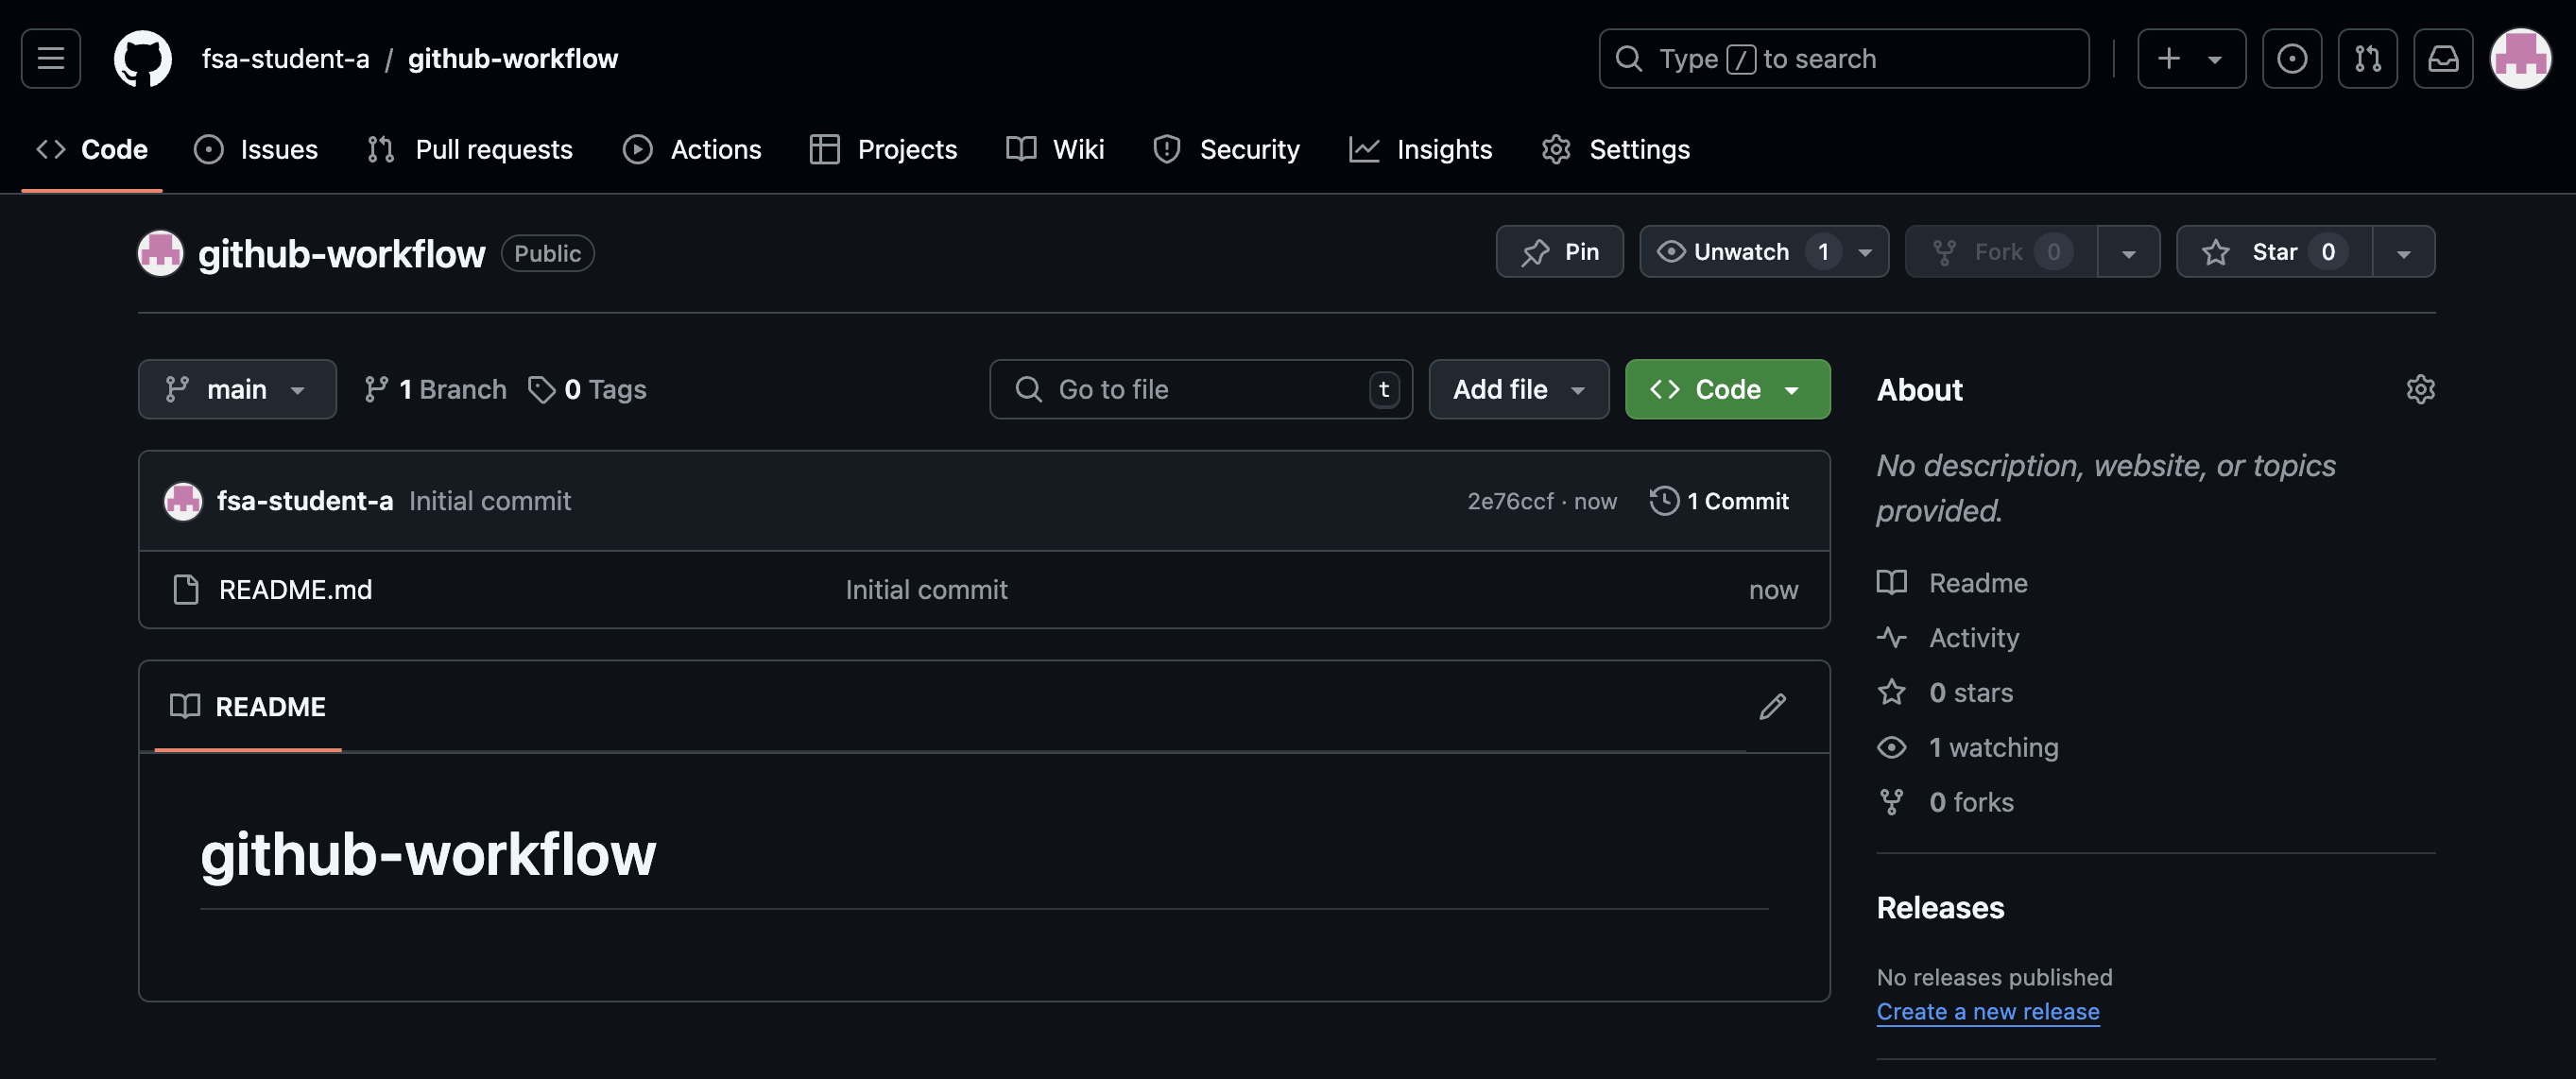 fsa-student-a / github-workflow
Type / to search
Code Issues Pull requests Actions Projects Wiki Security Insights Settings
github-workflow Public
Pin Unwatch 1 Fork 0 Star 0
main 1 Branch 0 Tags Go to file t Add file Code
fsa-student-a Initial commit 2e76ccf · now 1 Commit
README.md Initial commit now
README
github-workflow
About
No description, website, or topics
provided.
Readme
Activity
0 stars
1 watching
0 forks
Releases
No releases published
Create a new release